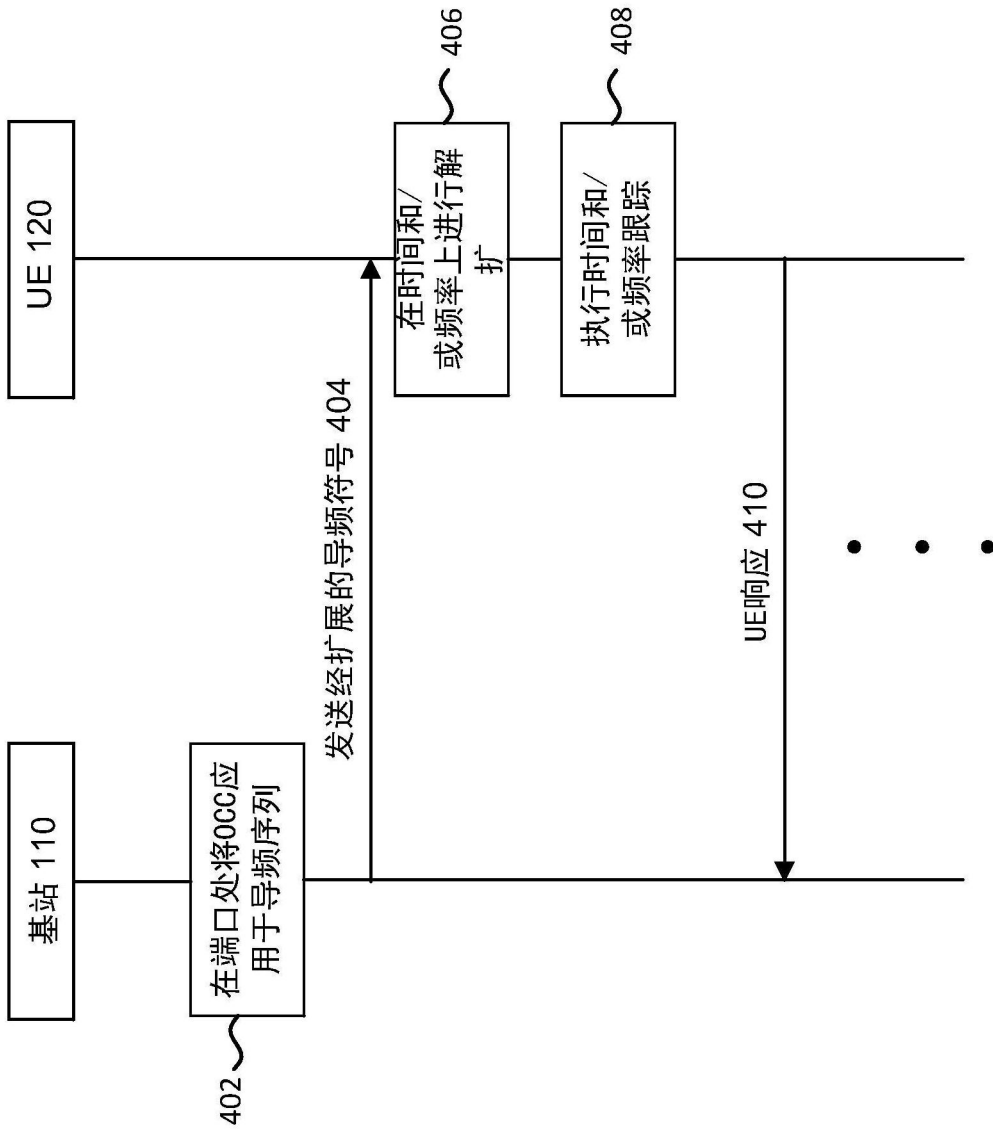 基站 110
UE 120
在端口处将OCC应
用于导频序列
402
发送经扩展的导频符号 404
在时间和/
或频率上进行解
扩
406
执行时间和/
或频率跟踪
408
UE响应 410